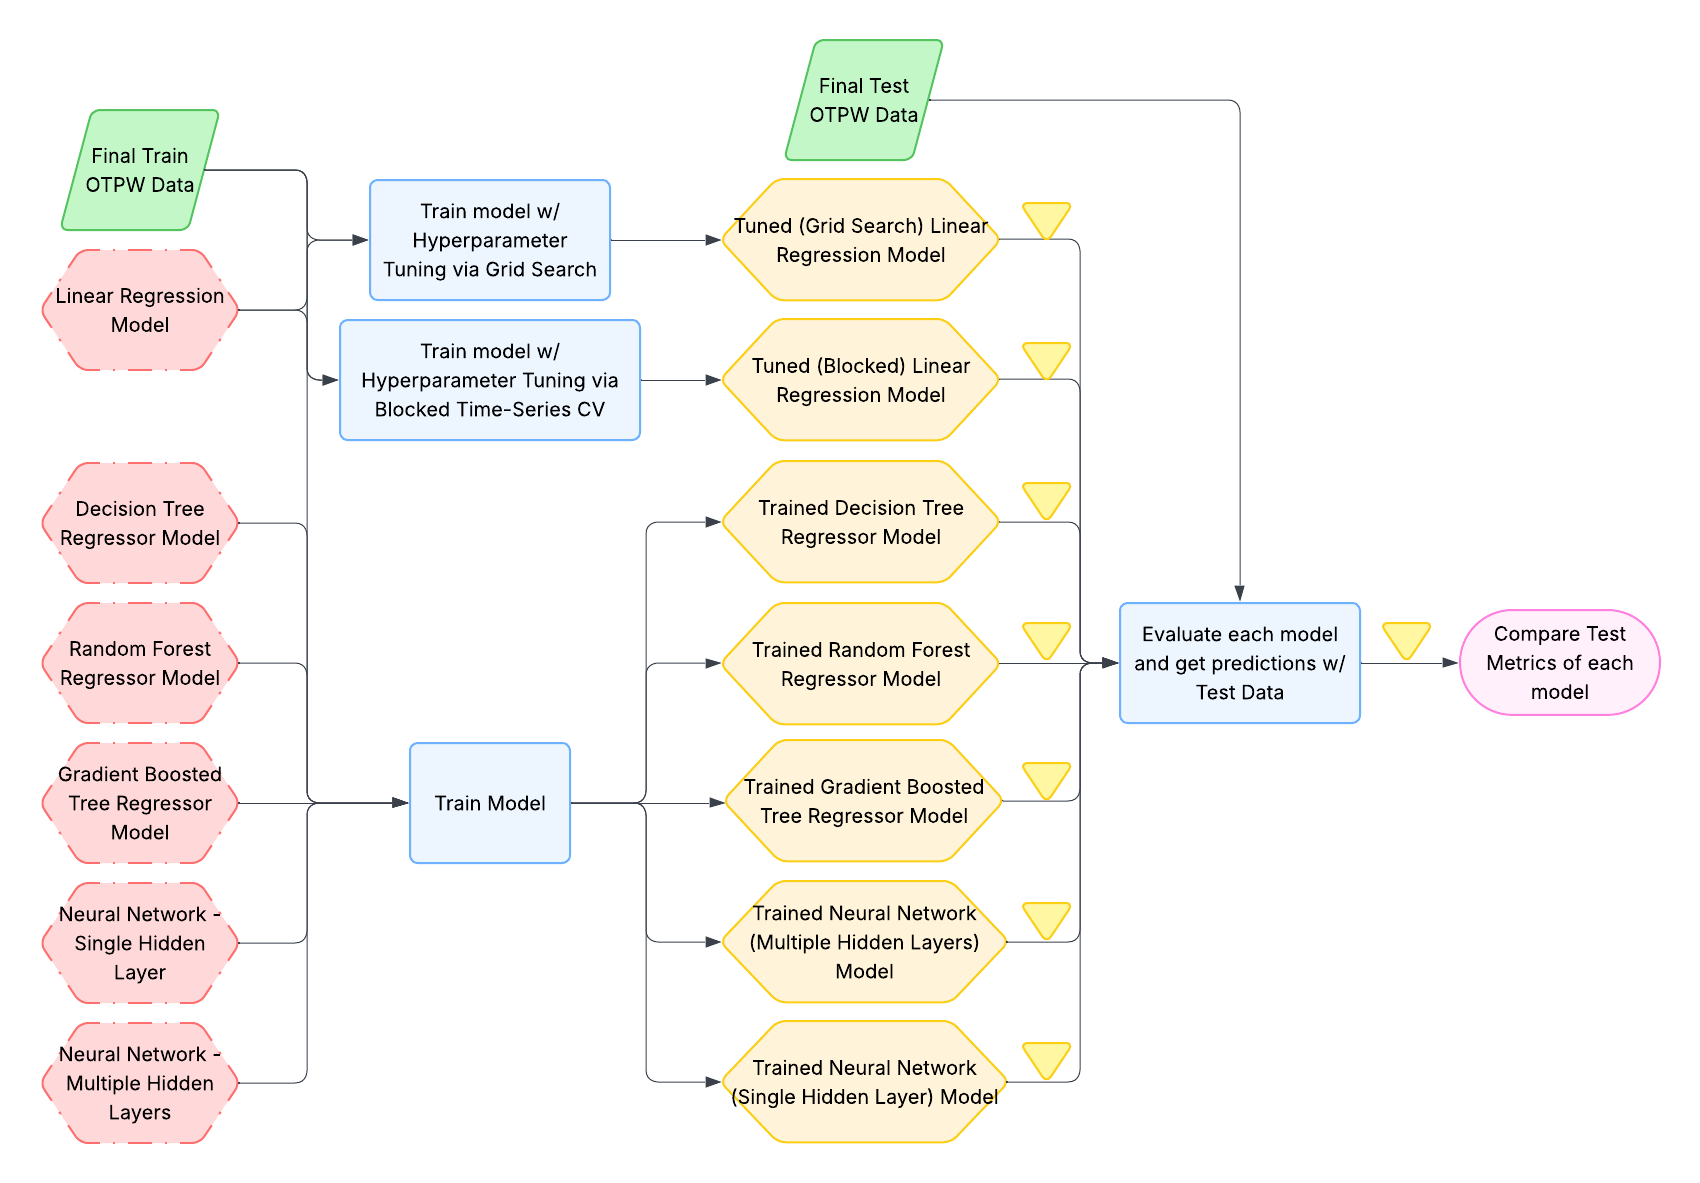 Final Test
OTPW Data
Final Train
OTPW Data
Linear Regression
Model
Train model w/
Hyperparameter
Tuning via Grid Search
Tuned (Grid Search) Linear
Regression Model
Train model w/
Hyperparameter Tuning via
Blocked Time-Series CV
Tuned (Blocked) Linear
Regression Model
Decision Tree
Regressor Model
Trained Decision Tree
Regressor Model
Random Forest
Regressor Model
Trained Random Forest
Regressor Model
Evaluate each model
and get predictions w/
Test Data
Compare Test
Metrics of each
model
Gradient Boosted
Tree Regressor
Model
Train Model
Trained Gradient Boosted
Tree Regressor Model
Neural Network -
Single Hidden
Layer
Trained Neural Network
(Multiple Hidden Layers)
Model
Neural Network -
Multiple Hidden
Layers
Trained Neural Network
(Single Hidden Layer) Model